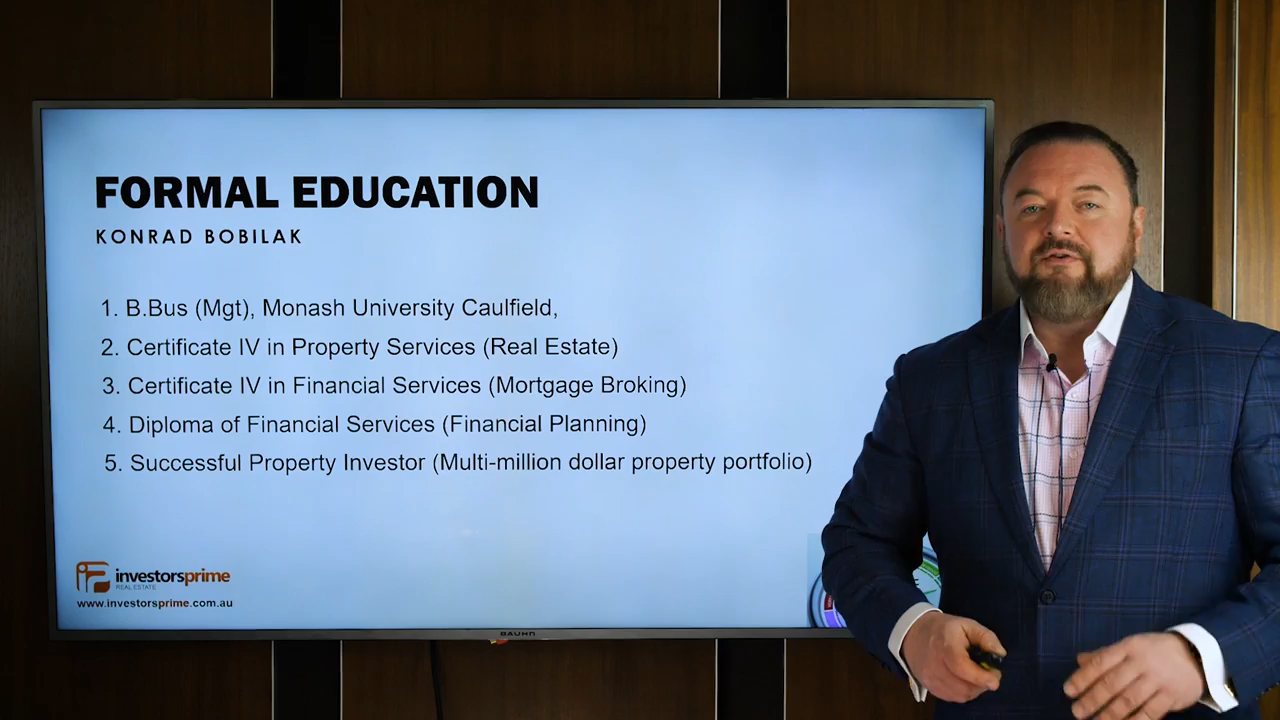 FORMAL EDUCATION
KONRAD BOBILAK
1. B.Bus (Mgt), Monash University Caulfield,
2. Certificate IV in Property Services (Real Estate)
3. Certificate IV in Financial Services (Mortgage Broking)
4. Diploma of Financial Services (Financial Planning)
5. Successful Property Investor (Multi-million dollar property portfolio)
investorsprime
REAL ESTATE
www.investorsprime.com.au
BAUHN